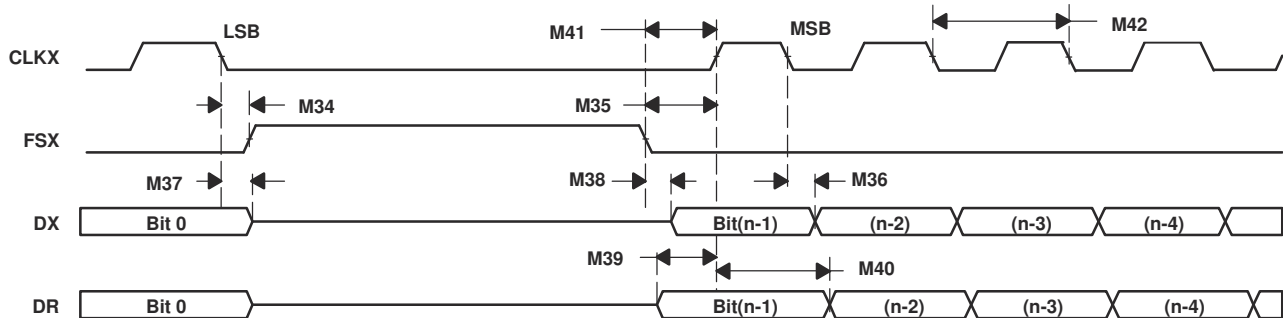 LSB
M41
MSB
M42
CLKX
M34
M35
FSX
M37
M38
M36
DX
Bit 0
Bit(n-1)
(n-2)
(n-3)
(n-4)
M39
M40
DR
Bit 0
Bit(n-1)
(n-2)
(n-3)
(n-4)